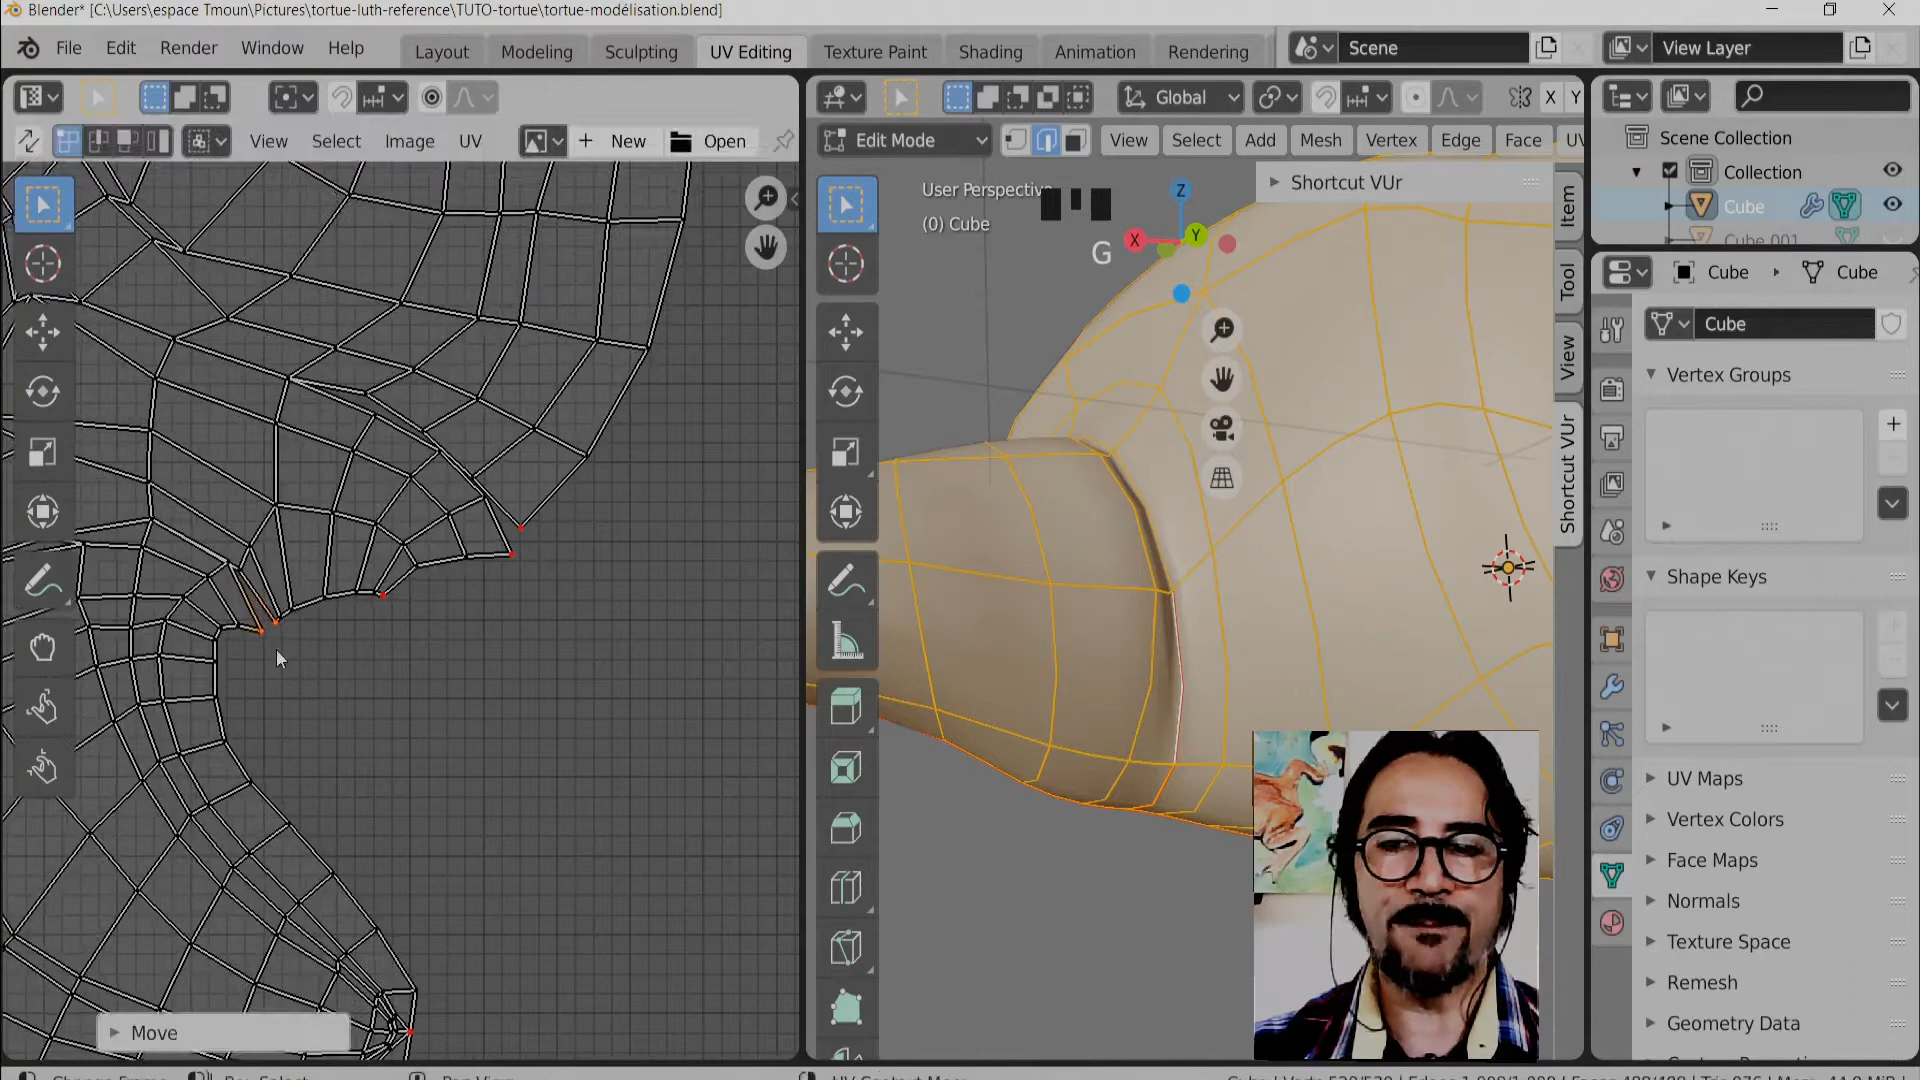 Blender* [C:\Users\espace Tmoun\Pictures\tortue-luth-reference\TUTO-tortue\tortue-modélisation.blend]
File Edit Render Window Help
Layout Modeling Sculpting UV Editing Texture Paint Shading Animation Rendering
Scene
View Layer
Global
X Y
View Select Image UV
New
Open
Edit Mode
View Select Add Mesh Vertex Edge Face UV
Scene Collection
Collection
Cube
Cube.001
User Perspective
(0) Cube
G
Z
X
Y
Shortcut VUr
Item
Tool
View
Shortcut VUr
Cube
Cube
Cube
Vertex Groups
Shape Keys
UV Maps
Vertex Colors
Face Maps
Normals
Texture Space
Remesh
Geometry Data
Move